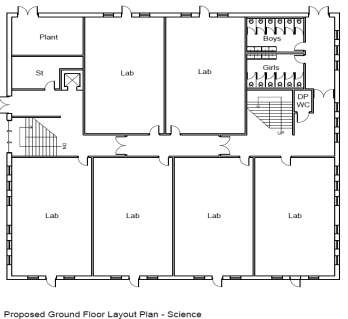 Plant
Boys
Lab
Lab
Girls
St
DP
WC
Lab
Lab
Lab
Lab
Proposed Ground Floor Layout Plan - Science